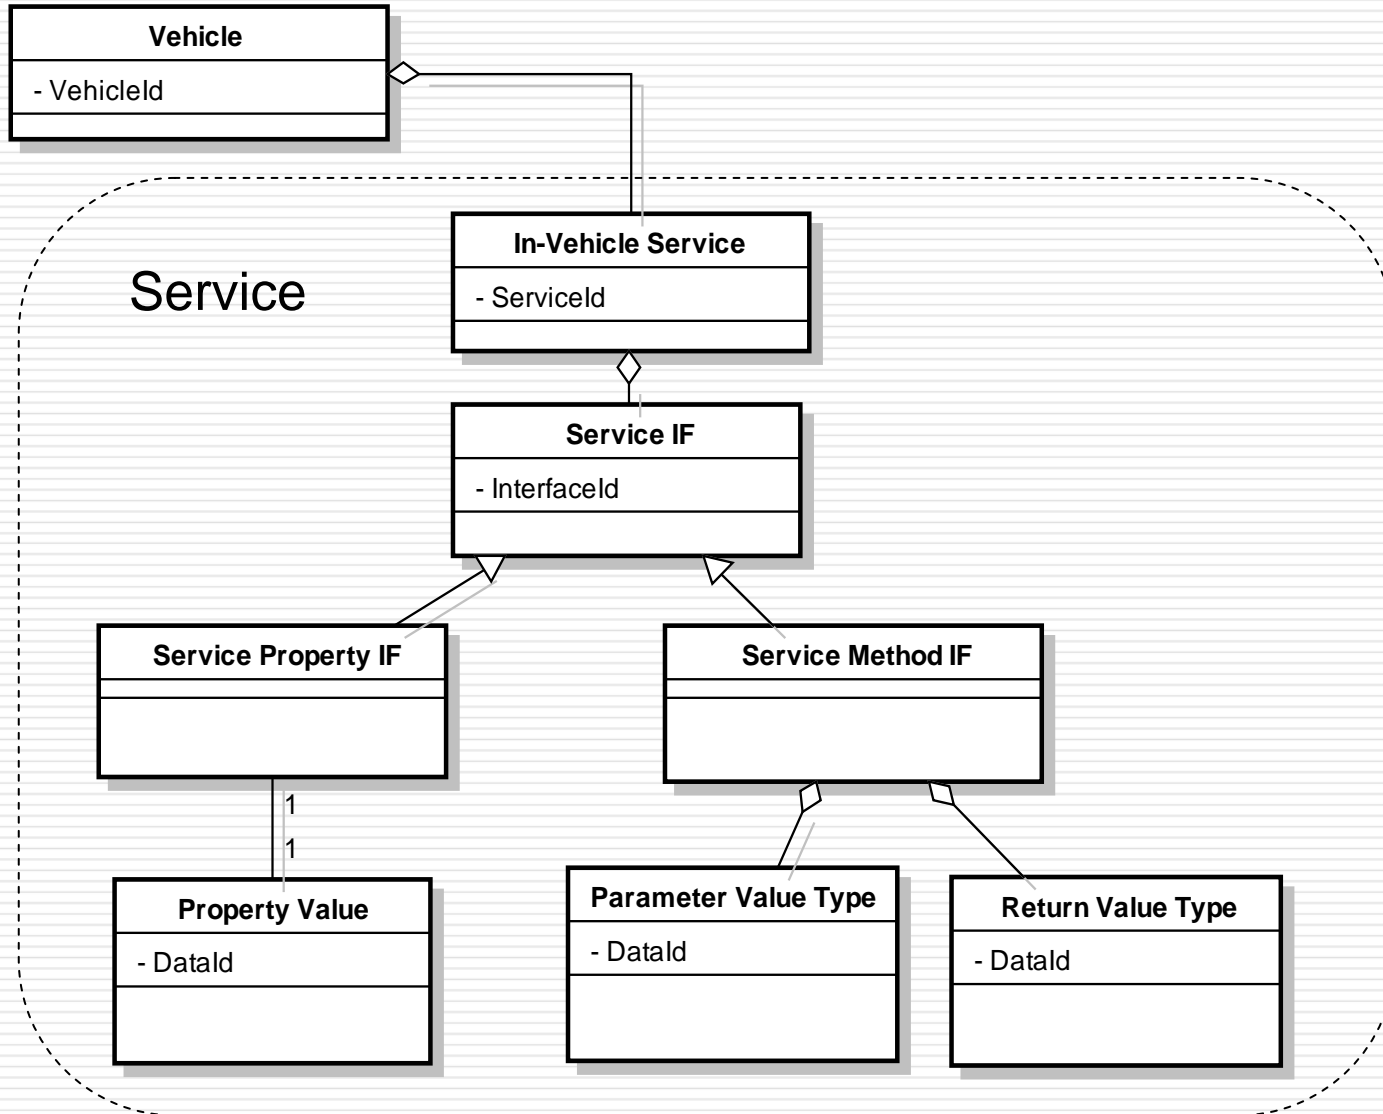 Vehicle
- VehicleId
In-Vehicle Service
- ServiceId
Service
Service IF
- InterfaceId
Service Property IF
Service Method IF
1
1
Property Value
- DataId
Parameter Value Type
- DataId
Return Value Type
- DataId